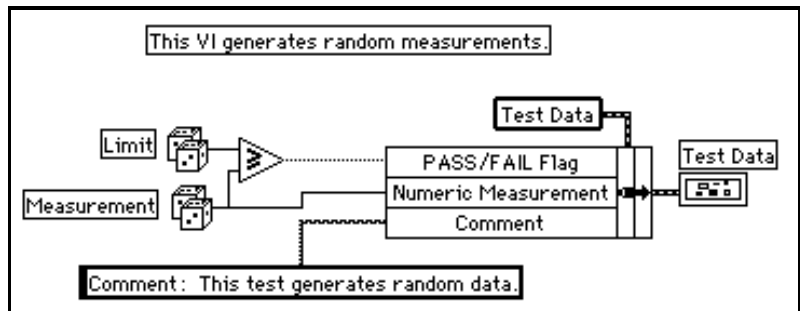 This VI generates random measurements.
Test Data
Limit
PASS/FAIL Flag
Test Data
Numeric Measurement
Measurement
Comment
Comment: This test generates random data.